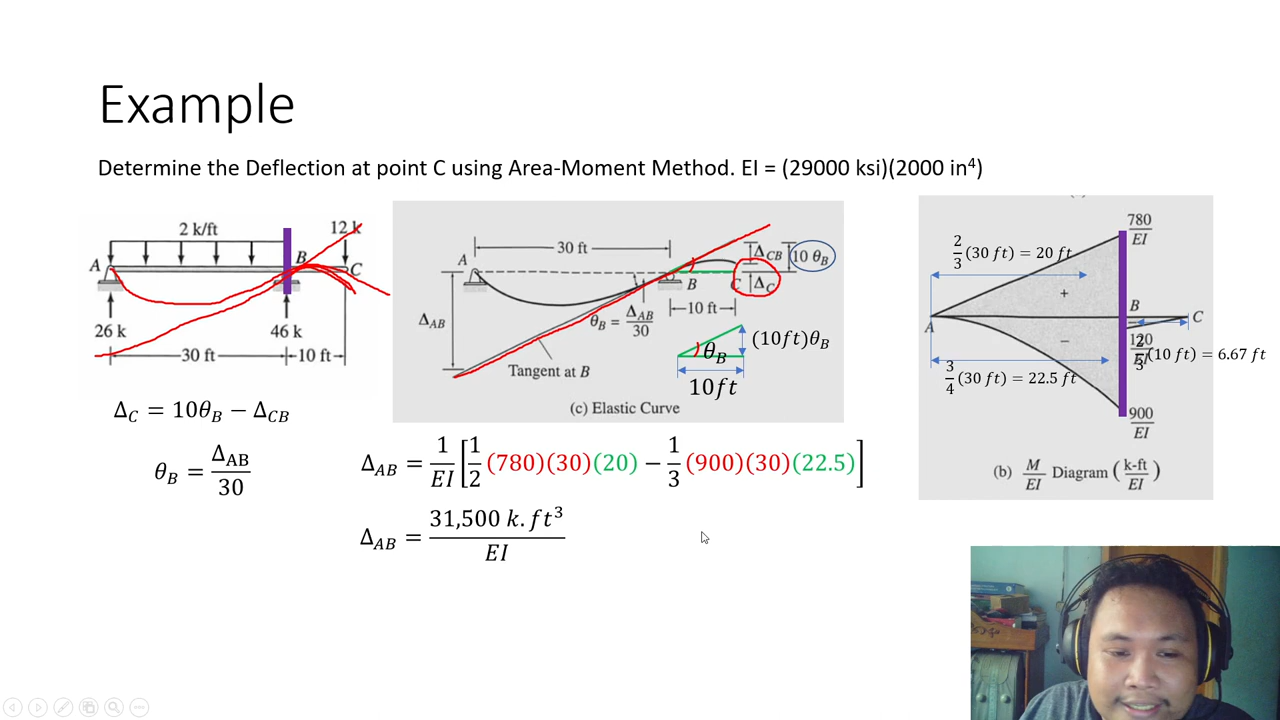 Example
Determine the Deflection at point C using Area-Moment Method. EI = (29000 ksi)(2000 in⁴)
2 k/ft
12 k
A
B
C
26 k
46 k
30 ft
10 ft
Δ_C = 10θ_B − Δ_CB
θ_B = Δ_AB / 30
30 ft
A
B
C
Δ_CB
10 θ_B
Δ_C
Δ_AB
θ_B = Δ_AB / 30
10 ft
Tangent at B
θ_B
(10ft)θ_B
10ft
(c) Elastic Curve
Δ_AB = 1/EI [1/2 (780)(30)(20) − 1/3 (900)(30)(22.5)]
Δ_AB = 31,500 k.ft³ / EI
780/EI
2/3 (30 ft) = 20 ft
+
A
B
C
−
−
120/EI
2/3 (10 ft) = 6.67 ft
3/4 (30 ft) = 22.5 ft
900/EI
(b) M/EI Diagram (k-ft/EI)